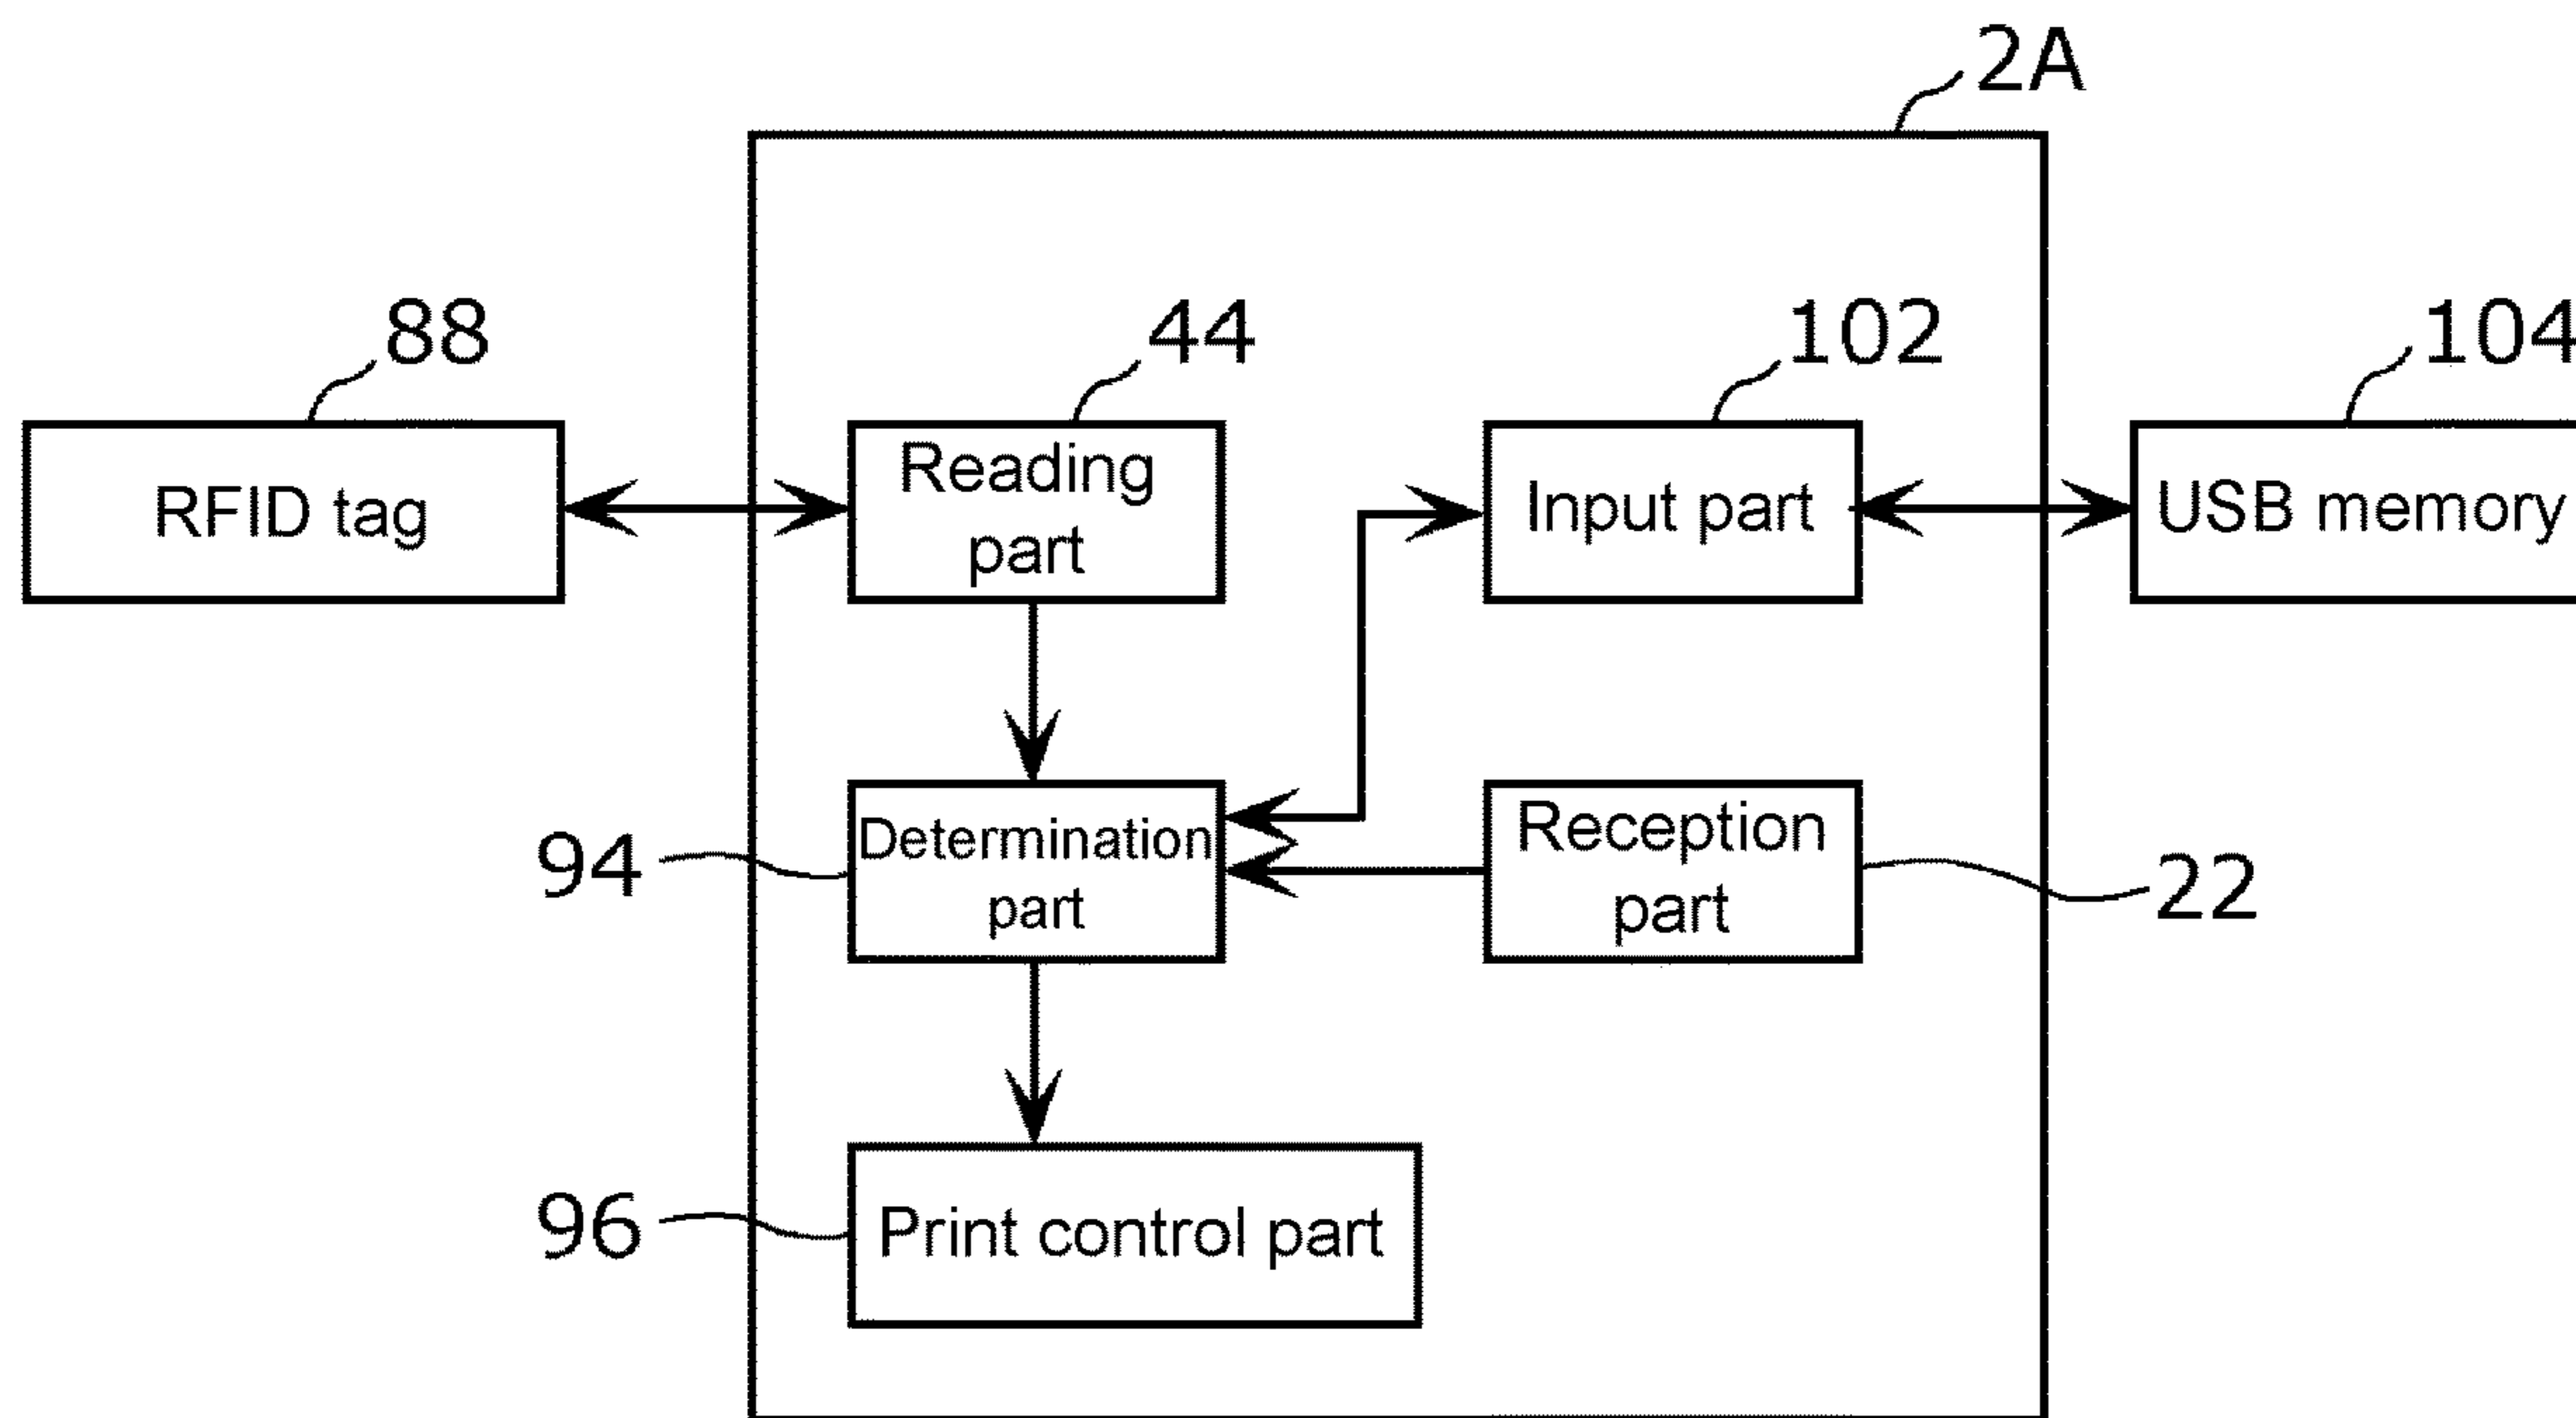 2A
88
44
102
104
RFID tag
Reading
part
Input part
USB memory
94
Determination
part
Reception
part
22
96
Print control part